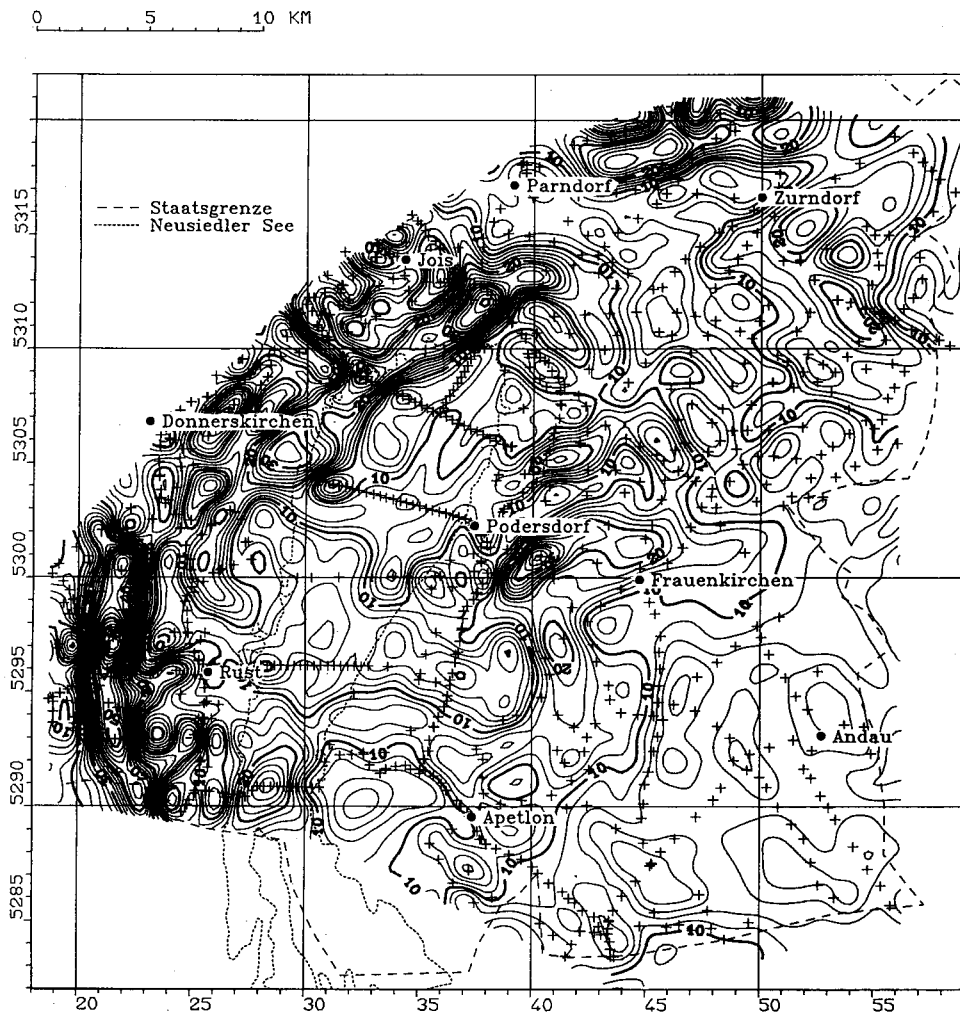 0 5 10 KM
Parndorf
Zurndorf
Staatsgrenze
Neusiedler See
Jois
Donnerskirchen
Podersdorf
Frauenkirchen
Rust
Andau
Apetlon
5315
5310
5305
5300
5295
5290
5285
20 25 30 35 40 45 50 55